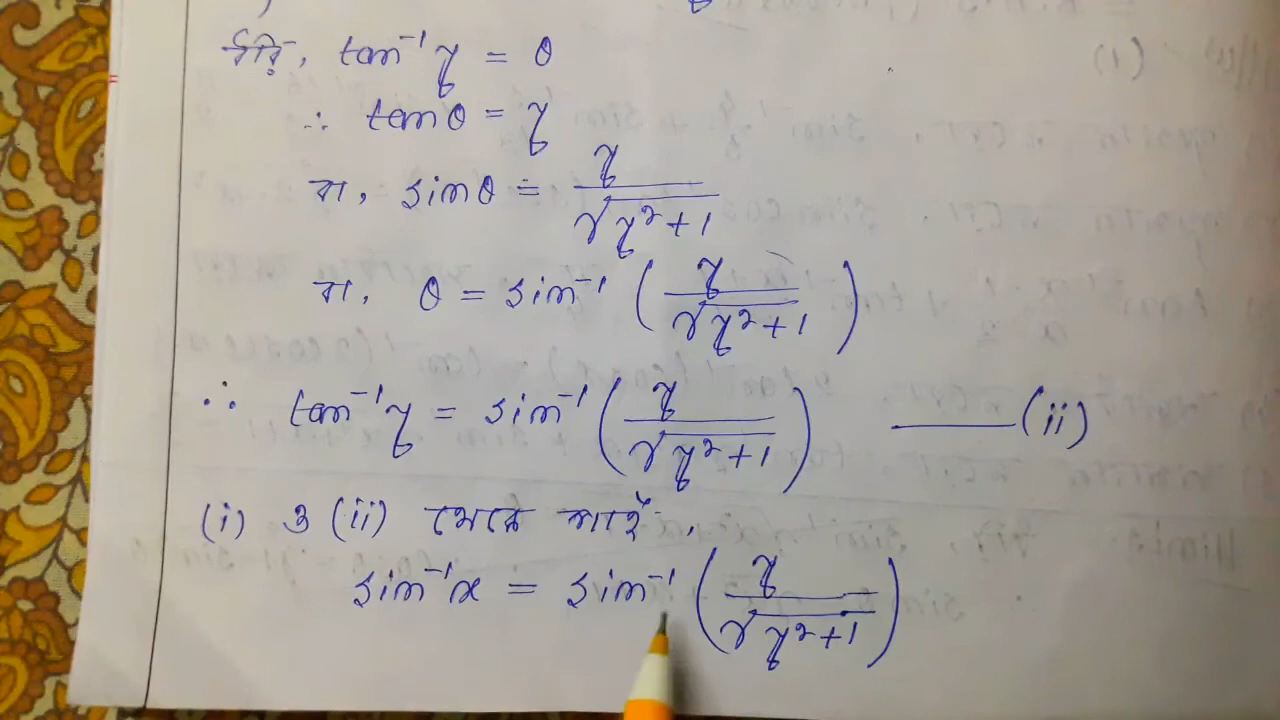 ধরি, tan⁻¹y = θ
∴ tanθ = y
বা, sinθ = y/√(y²+1)
বা, θ = sin⁻¹(y/√(y²+1))
∴ tan⁻¹y = sin⁻¹(y/√(y²+1)) ——— (ii)
(i) ও (ii) থেকে পাই,
sin⁻¹x = sin⁻¹(y/√(y²+1))